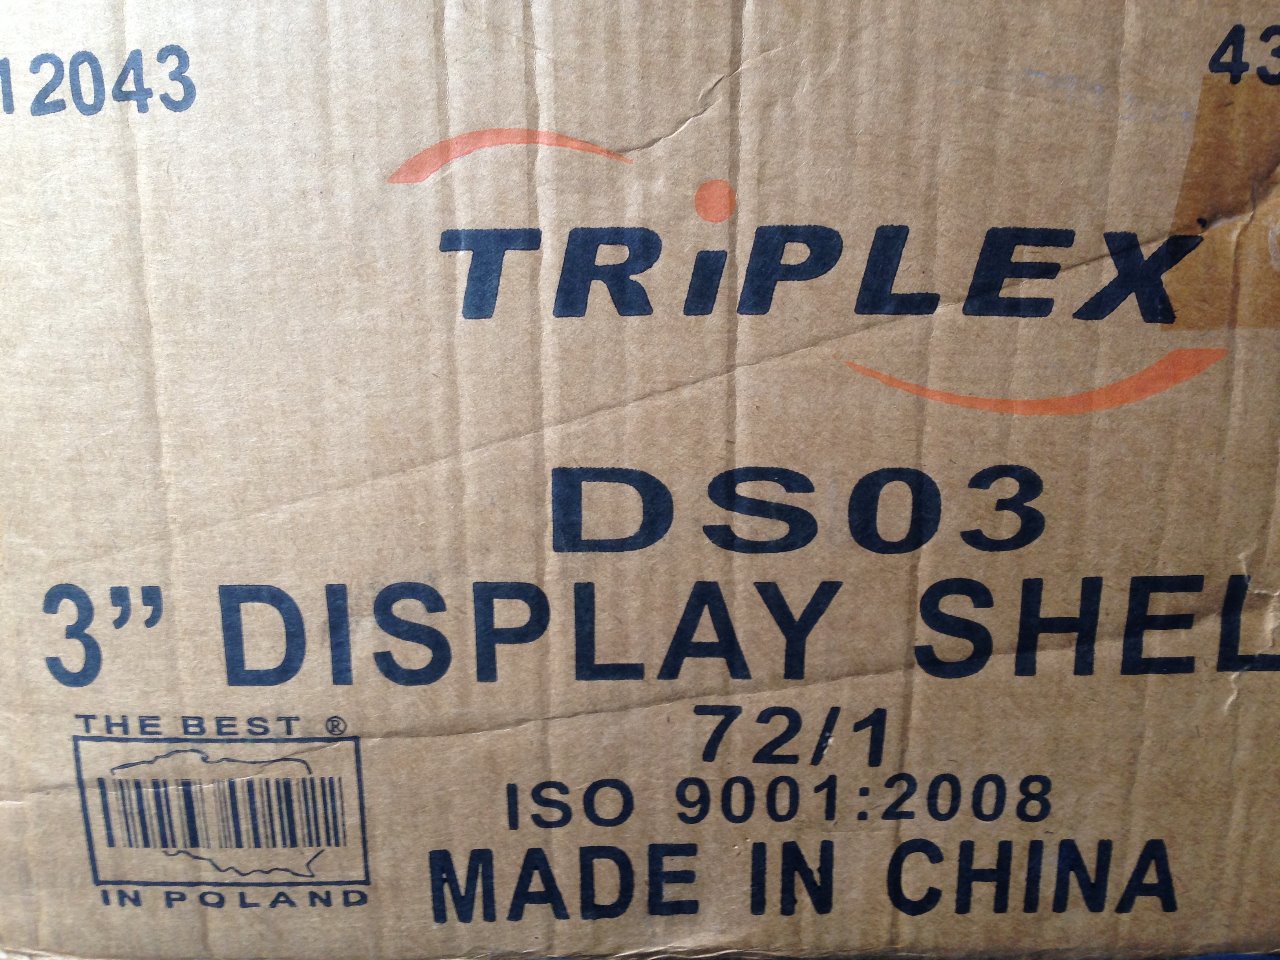 12043
43
TRiPLEX
DS03
3” DISPLAY SHEL
THE BEST ®
72/1
ISO 9001:2008
MADE IN CHINA
IN POLAND